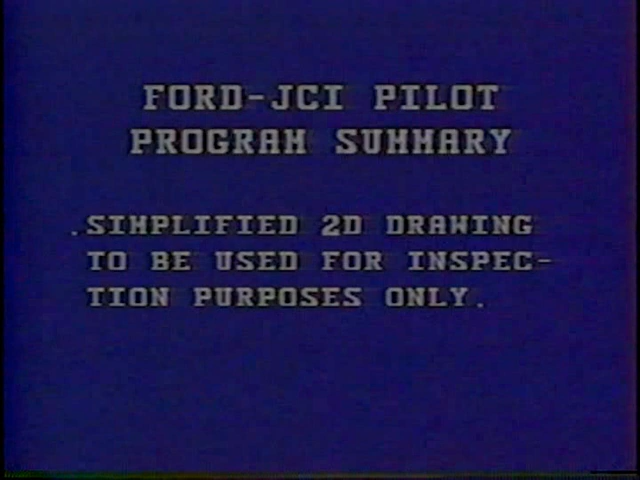 FORD-JCI PILOT
PROGRAM SUMMARY
.SIMPLIFIED 2D DRAWING
TO BE USED FOR INSPEC-
TION PURPOSES ONLY.